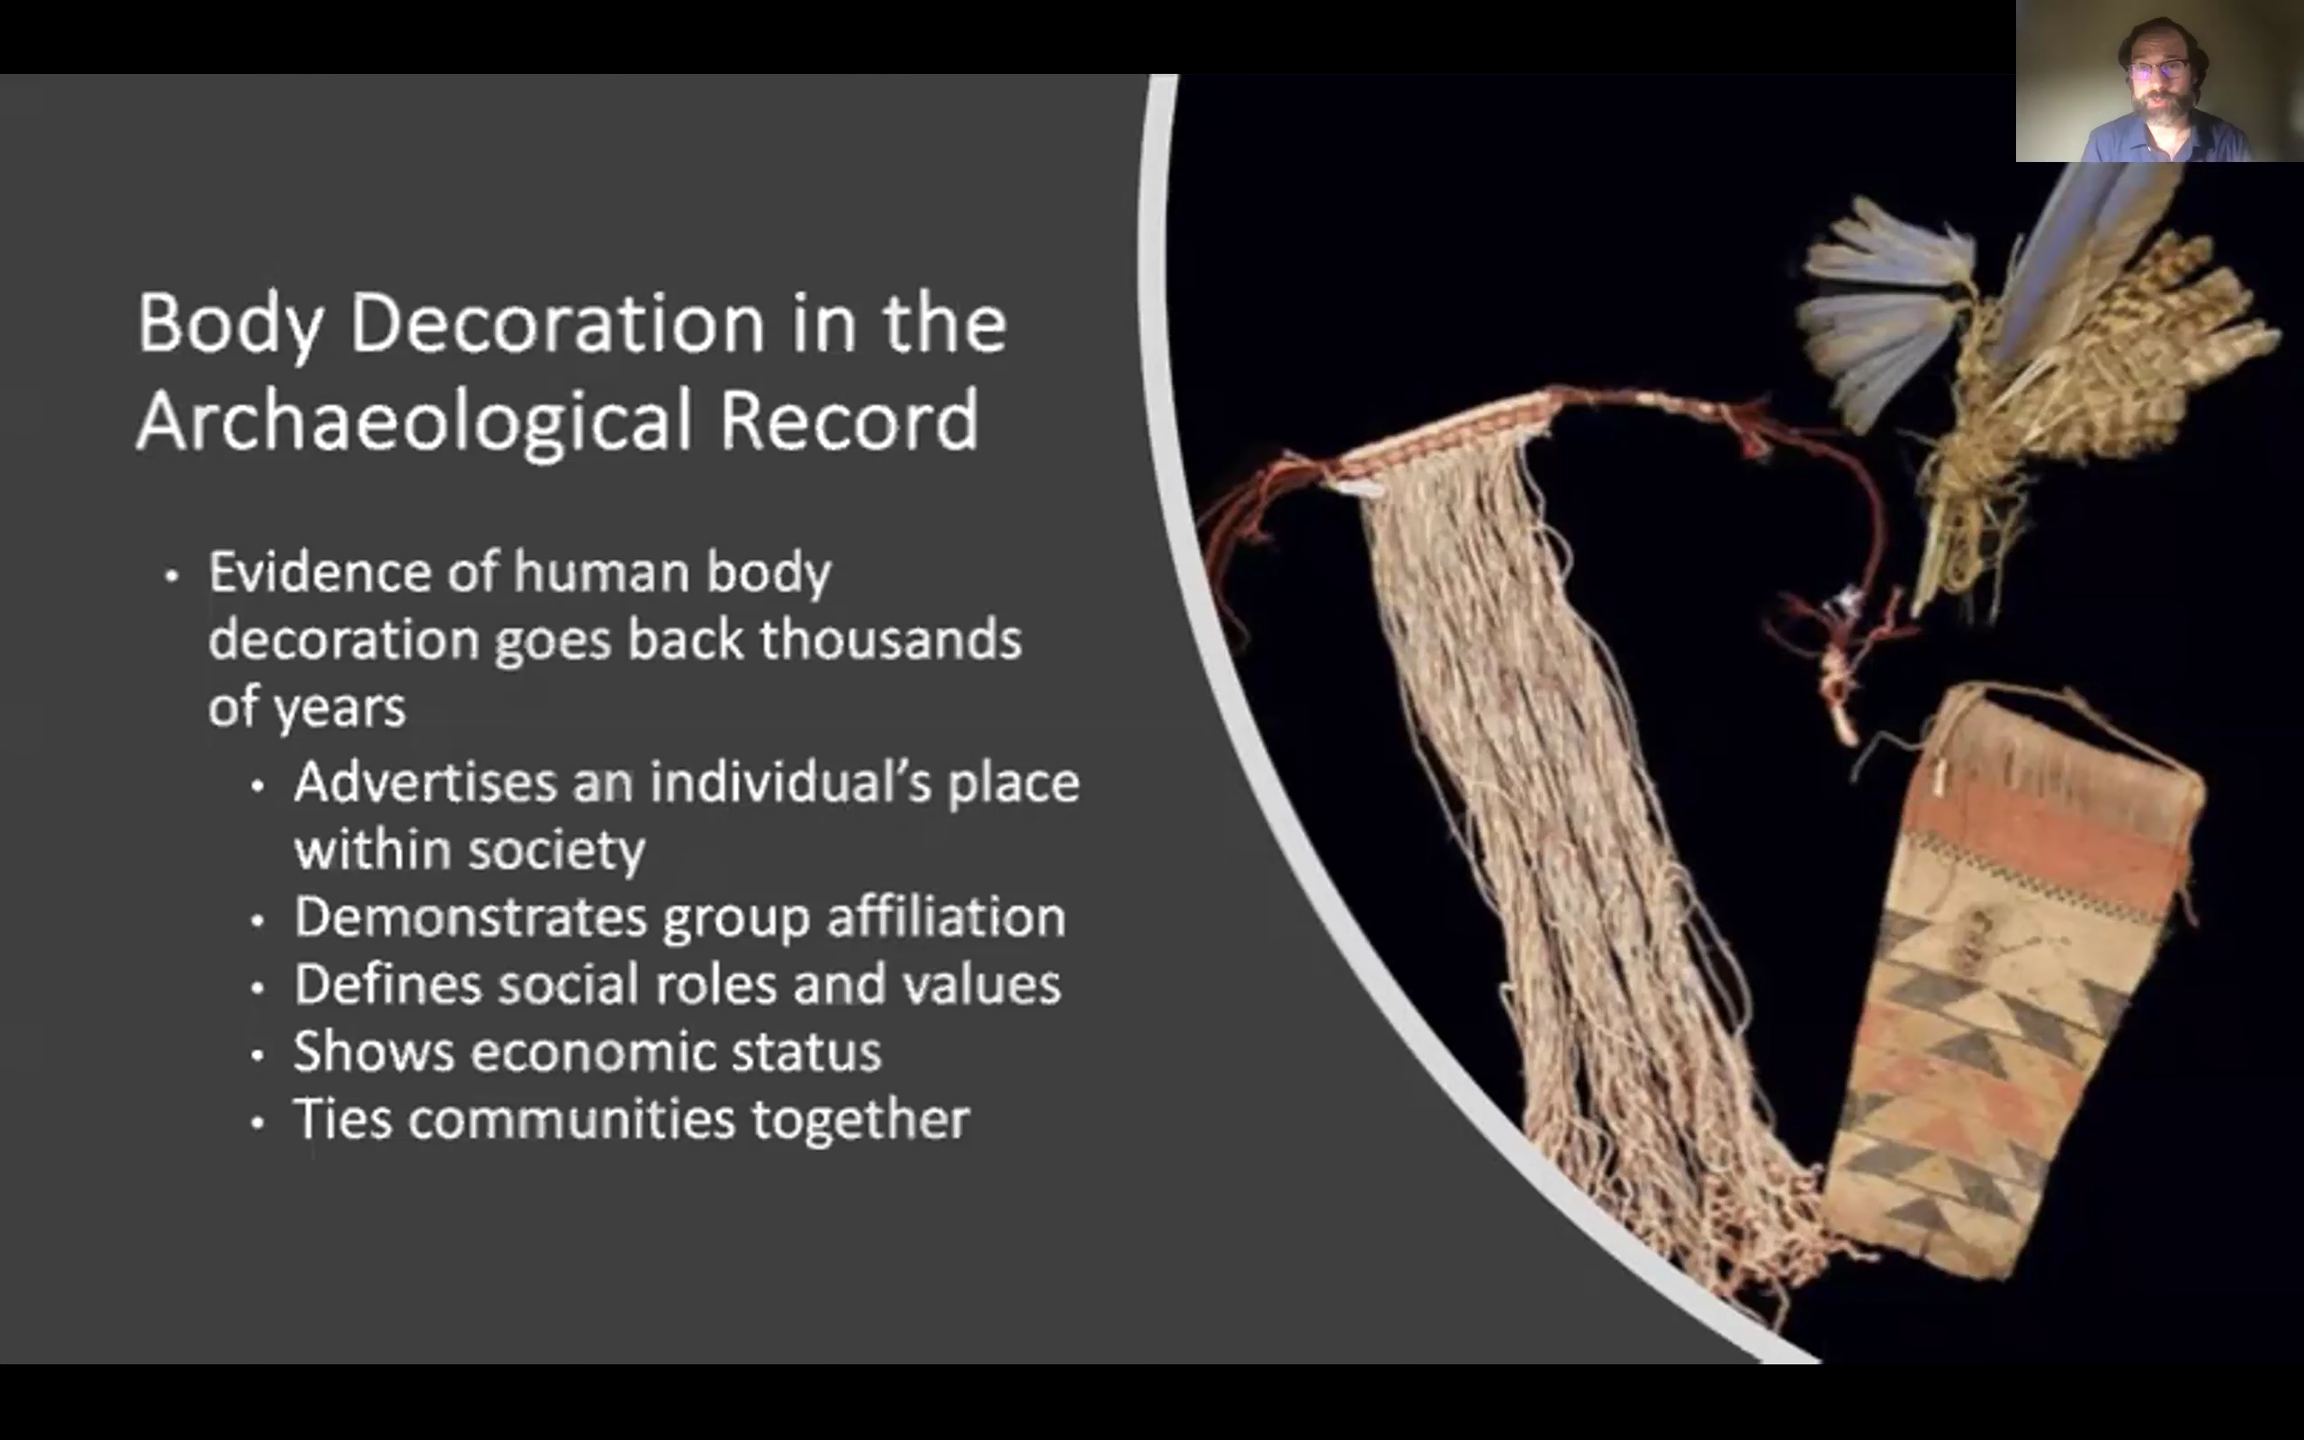 Body Decoration in the
Archaeological Record
• Evidence of human body
decoration goes back thousands
of years
• Advertises an individual’s place
within society
• Demonstrates group affiliation
• Defines social roles and values
• Shows economic status
• Ties communities together